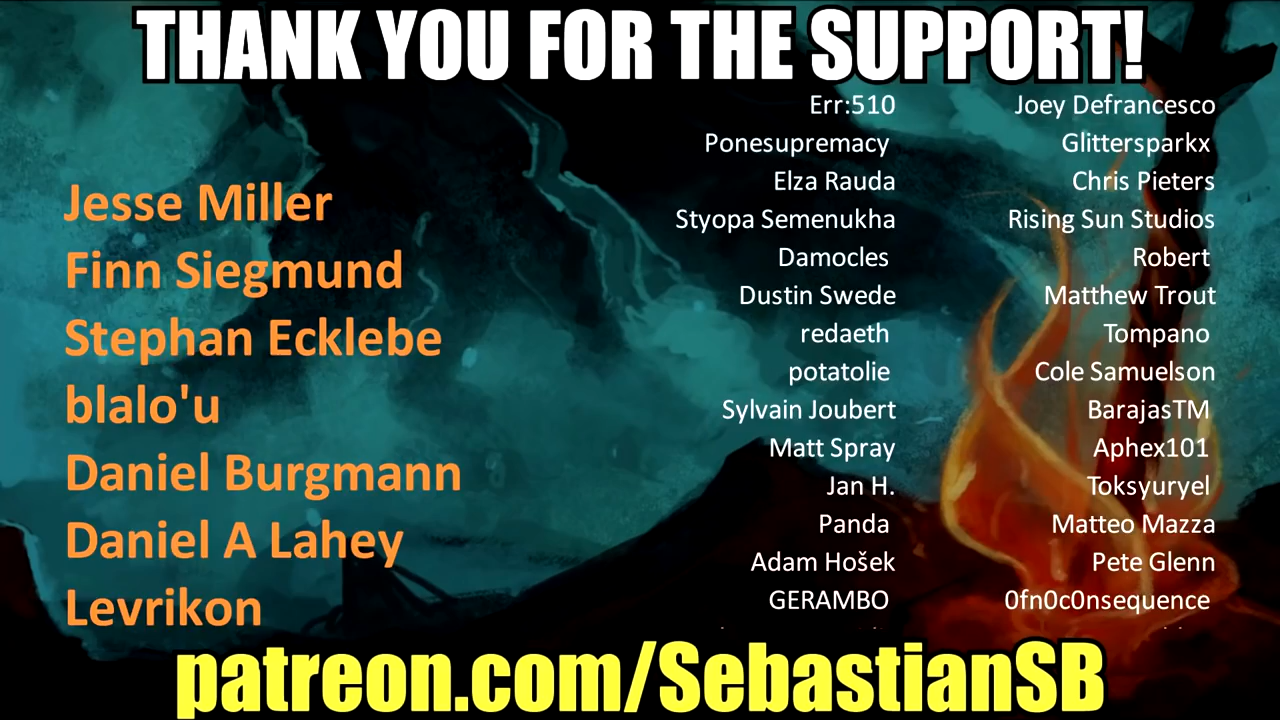 THANK YOU FOR THE SUPPORT!
Jesse Miller
Finn Siegmund
Stephan Ecklebe
blalo'u
Daniel Burgmann
Daniel A Lahey
Levrikon
Err:510
Ponesupremacy
Elza Rauda
Styopa Semenukha
Damocles
Dustin Swede
redaeth
potatolie
Sylvain Joubert
Matt Spray
Jan H.
Panda
Adam Hošek
GERAMBO
Joey Defrancesco
Glittersparkx
Chris Pieters
Rising Sun Studios
Robert
Matthew Trout
Tompano
Cole Samuelson
BarajasTM
Aphex101
Toksyuryel
Matteo Mazza
Pete Glenn
0fn0c0nsequence
patreon.com/SebastianSB